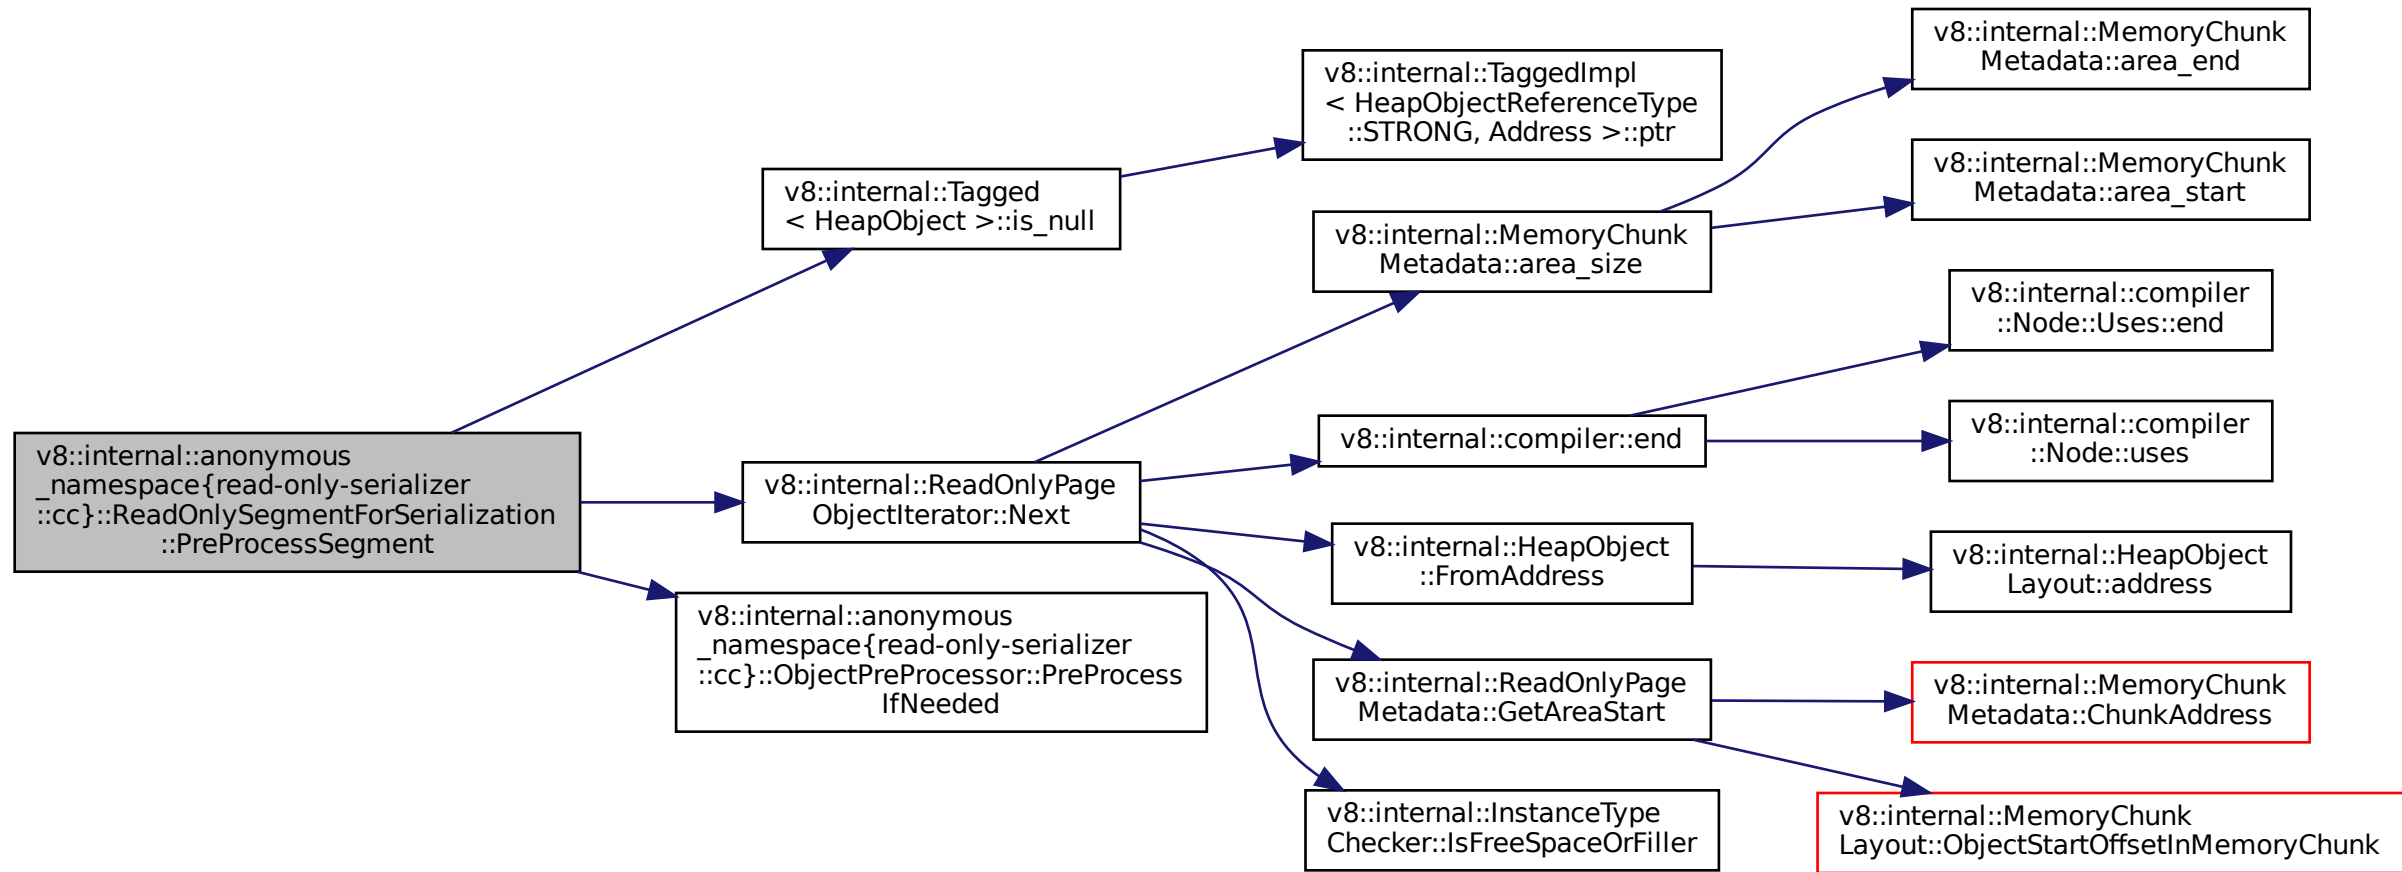 v8::internal::anonymous
_namespace{read-only-serializer
::cc}::ReadOnlySegmentForSerialization
::PreProcessSegment
v8::internal::Tagged
< HeapObject >::is_null
v8::internal::TaggedImpl
< HeapObjectReferenceType
::STRONG, Address >::ptr
v8::internal::ReadOnlyPage
ObjectIterator::Next
v8::internal::MemoryChunk
Metadata::area_size
v8::internal::MemoryChunk
Metadata::area_end
v8::internal::MemoryChunk
Metadata::area_start
v8::internal::compiler::end
v8::internal::compiler
::Node::Uses::end
v8::internal::compiler
::Node::uses
v8::internal::HeapObject
::FromAddress
v8::internal::HeapObject
Layout::address
v8::internal::ReadOnlyPage
Metadata::GetAreaStart
v8::internal::MemoryChunk
Metadata::ChunkAddress
v8::internal::MemoryChunk
Layout::ObjectStartOffsetInMemoryChunk
v8::internal::InstanceType
Checker::IsFreeSpaceOrFiller
v8::internal::anonymous
_namespace{read-only-serializer
::cc}::ObjectPreProcessor::PreProcess
IfNeeded